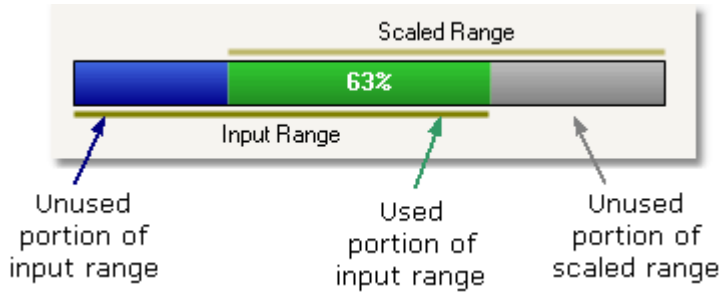 Scaled Range
63%
Input Range
Unused
portion of
input range
Used
portion of
input range
Unused
portion of
scaled range